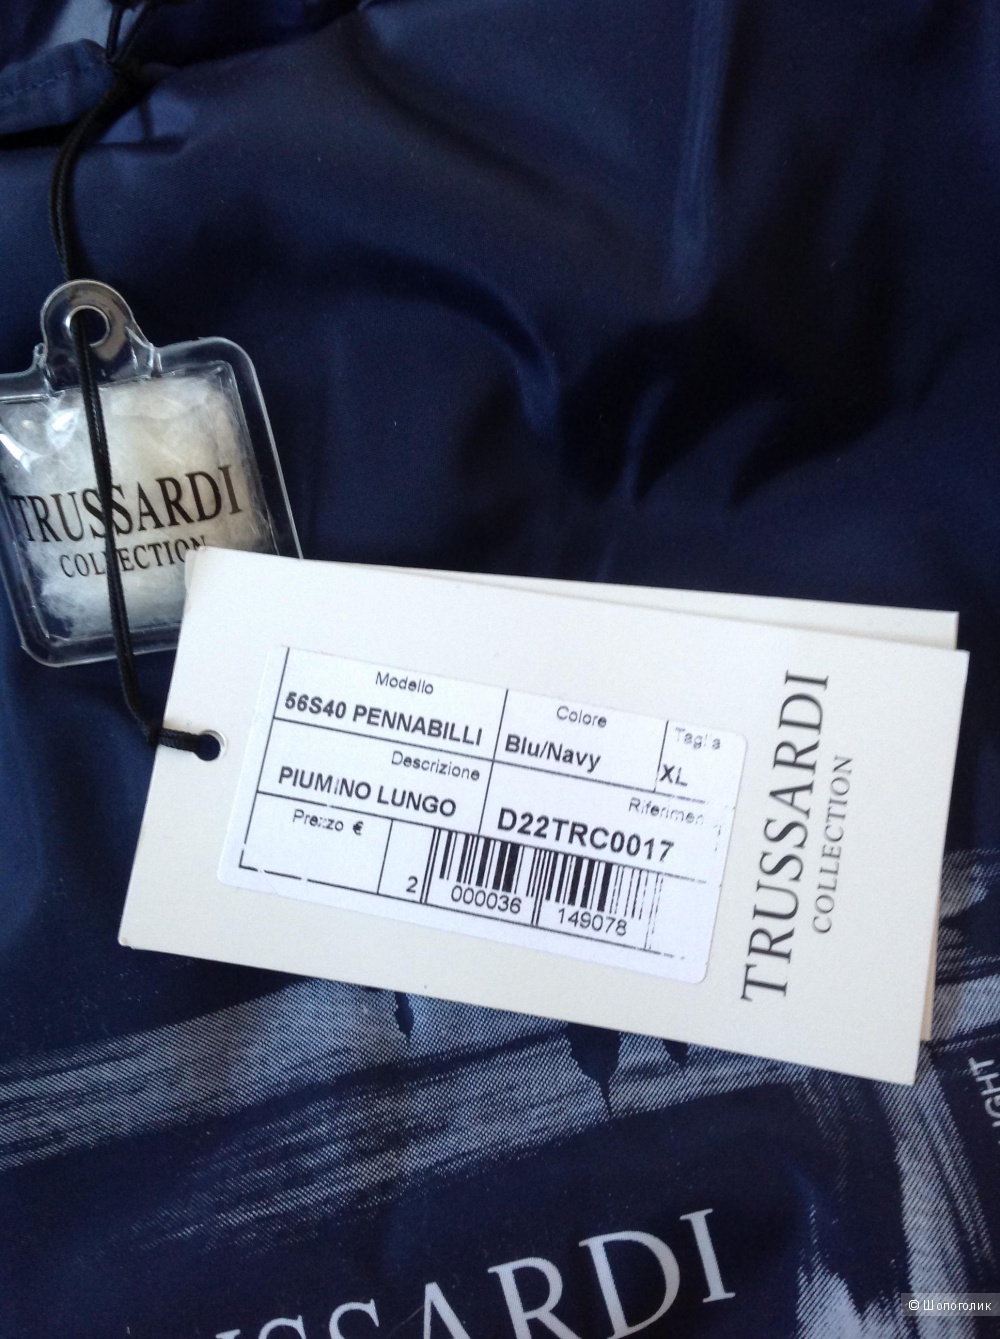 TRUSSARDI
COLLECTION
Modello
56S40 PENNABILLI
Colore
Blu/Navy
Taglia
XL
Descrizione
PIUMINO LUNGO
D22TRC0017
Prezzo €
2 000036 149078
TRUSSARDI
COLLECTION
© Шопоголик